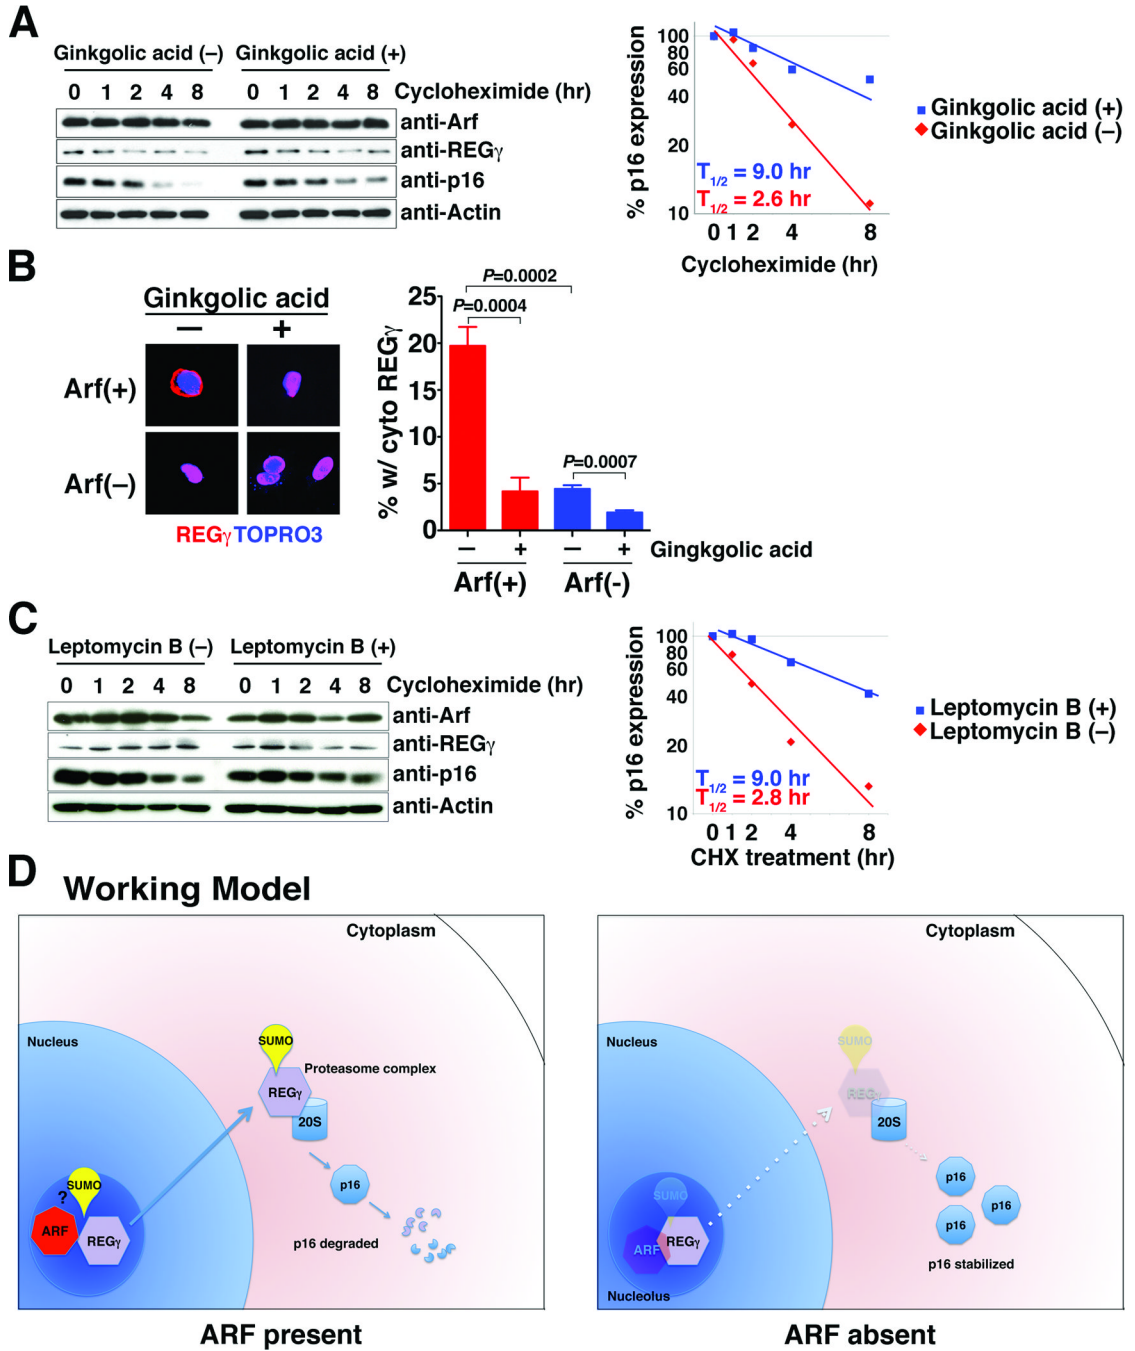 A
Ginkgolic acid (–) Ginkgolic acid (+)
0 1 2 4 8 0 1 2 4 8 Cycloheximide (hr)
anti-Arf
anti-REGγ
anti-p16
anti-Actin
% p16 expression
100
80
60
40
20
10
T1/2 = 9.0 hr
T1/2 = 2.6 hr
0 1 2 4 8
Cycloheximide (hr)
Ginkgolic acid (+)
Ginkgolic acid (–)
B
Ginkgolic acid
– +
Arf(+)
Arf(–)
REGγ TOPRO3
% w/ cyto REGγ
25
20
15
10
5
0
P=0.0002
P=0.0004
P=0.0007
– + – + Gingkgolic acid
Arf(+) Arf(-)
C
Leptomycin B (–) Leptomycin B (+)
0 1 2 4 8 0 1 2 4 8 Cycloheximide (hr)
anti-Arf
anti-REGγ
anti-p16
anti-Actin
% p16 expression
100
80
60
40
20
10
T1/2 = 9.0 hr
T1/2 = 2.8 hr
0 1 2 4 8
CHX treatment (hr)
Leptomycin B (+)
Leptomycin B (–)
D Working Model
Cytoplasm
Nucleus
SUMO
Proteasome complex
REGγ
20S
p16
SUMO
?
ARF
REGγ
p16 degraded
ARF present
Cytoplasm
Nucleus
SUMO
REGγ
20S
p16
p16
p16
SUMO
ARF
REGγ
p16 stabilized
Nucleolus
ARF absent